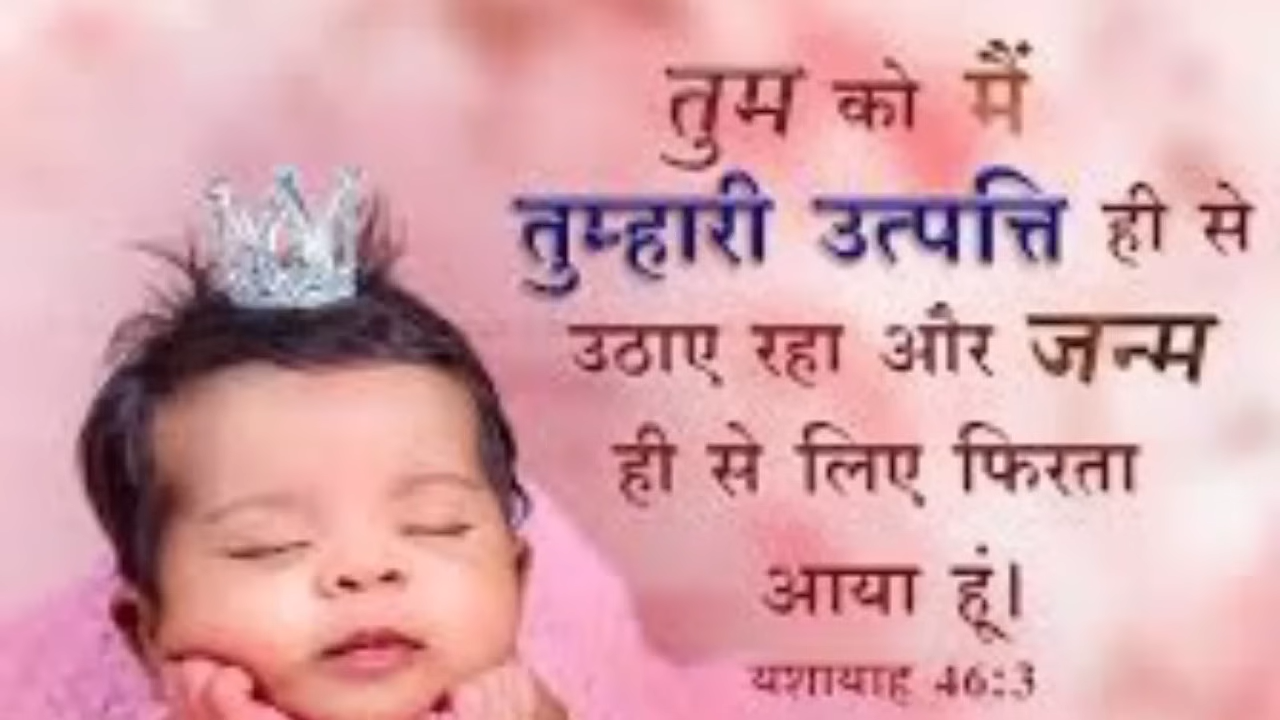 तुम को मैं
तुम्हारी उत्पत्ति ही से
उठाए रहा और जन्म
ही से लिए फिरता
आया हूं।
यशायाह 46:3